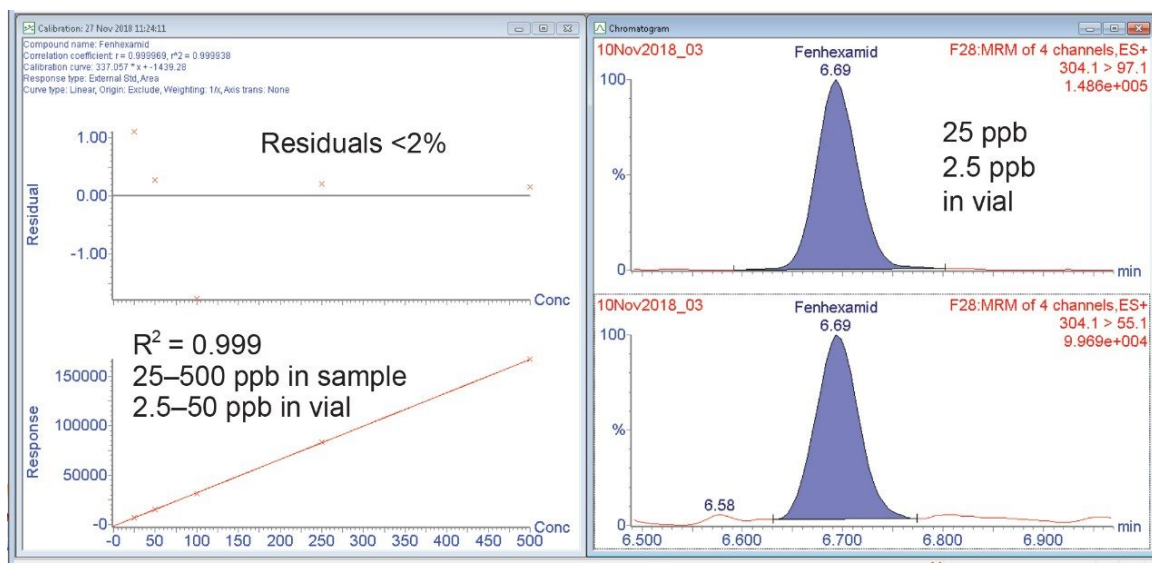 Calibration: 27 Nov 2018 11:24:11
Compound name: Fenhexamid
Correlation coefficient: r = 0.999969, r^2 = 0.999938
Calibration curve: 337.057 * x + -1439.28
Response type: External Std, Area
Curve type: Linear, Origin: Exclude, Weighting: 1/x, Axis trans: None
Residuals <2%
1.00
0.00
-1.00
Residual
Conc
R² = 0.999
25–500 ppb in sample
2.5–50 ppb in vial
150000
100000
50000
-0
Response
Conc
-0 50 100 150 200 250 300 350 400 450 500
Chromatogram
10Nov2018_03
Fenhexamid
6.69
F28:MRM of 4 channels,ES+
304.1 > 97.1
1.486e+005
100
%
0
min
25 ppb
2.5 ppb
in vial
10Nov2018_03
Fenhexamid
6.69
F28:MRM of 4 channels,ES+
304.1 > 55.1
9.969e+004
100
%
0
6.58
min
6.500 6.600 6.700 6.800 6.900